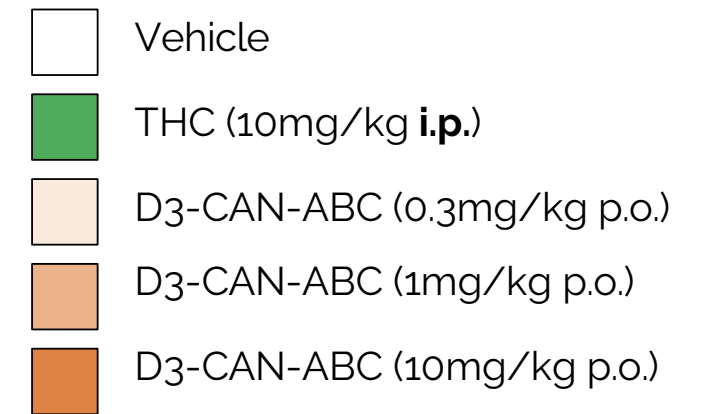 Vehicle
THC (10mg/kg i.p.)
D3-CAN-ABC (0.3mg/kg p.o.)
D3-CAN-ABC (1mg/kg p.o.)
D3-CAN-ABC (10mg/kg p.o.)